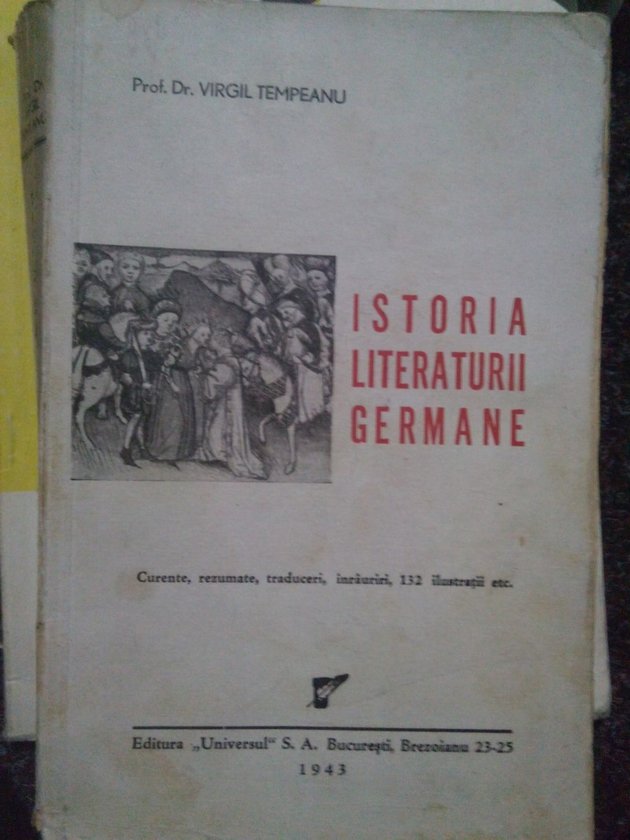 Prof. Dr. VIRGIL TEMPEANU
ISTORIA
LITERATURII
GERMANE
Curente, rezumate, traduceri, înrâuriri, 132 ilustrații etc.
Editura „Universul“ S. A. București, Brezoianu 23-25
1943